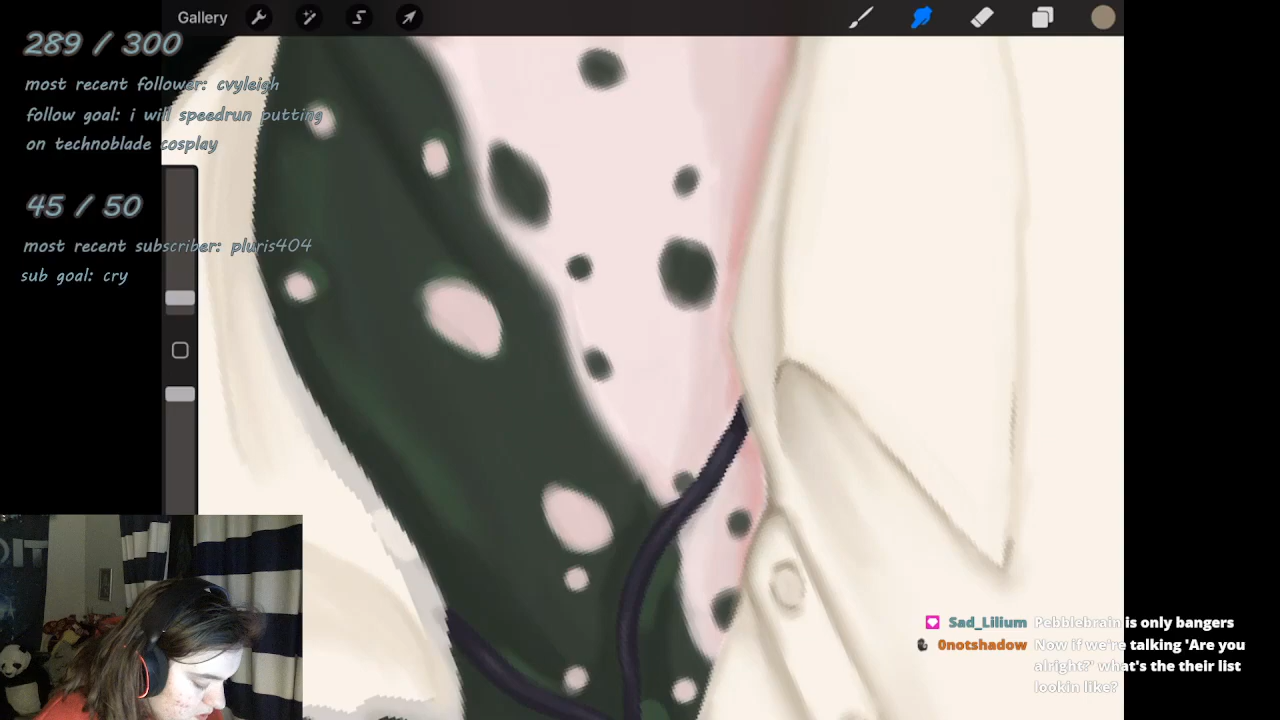 Gallery
289 / 300
most recent follower: cvyleigh
follow goal: i will speedrun putting
on technoblade cosplay
45 / 50
most recent subscriber: pluris404
sub goal: cry
Sad_Lilium Pebblebrain is only bangers
0notshadow Now if we're talking 'Are you
alright?' what's the their list
lookin like?